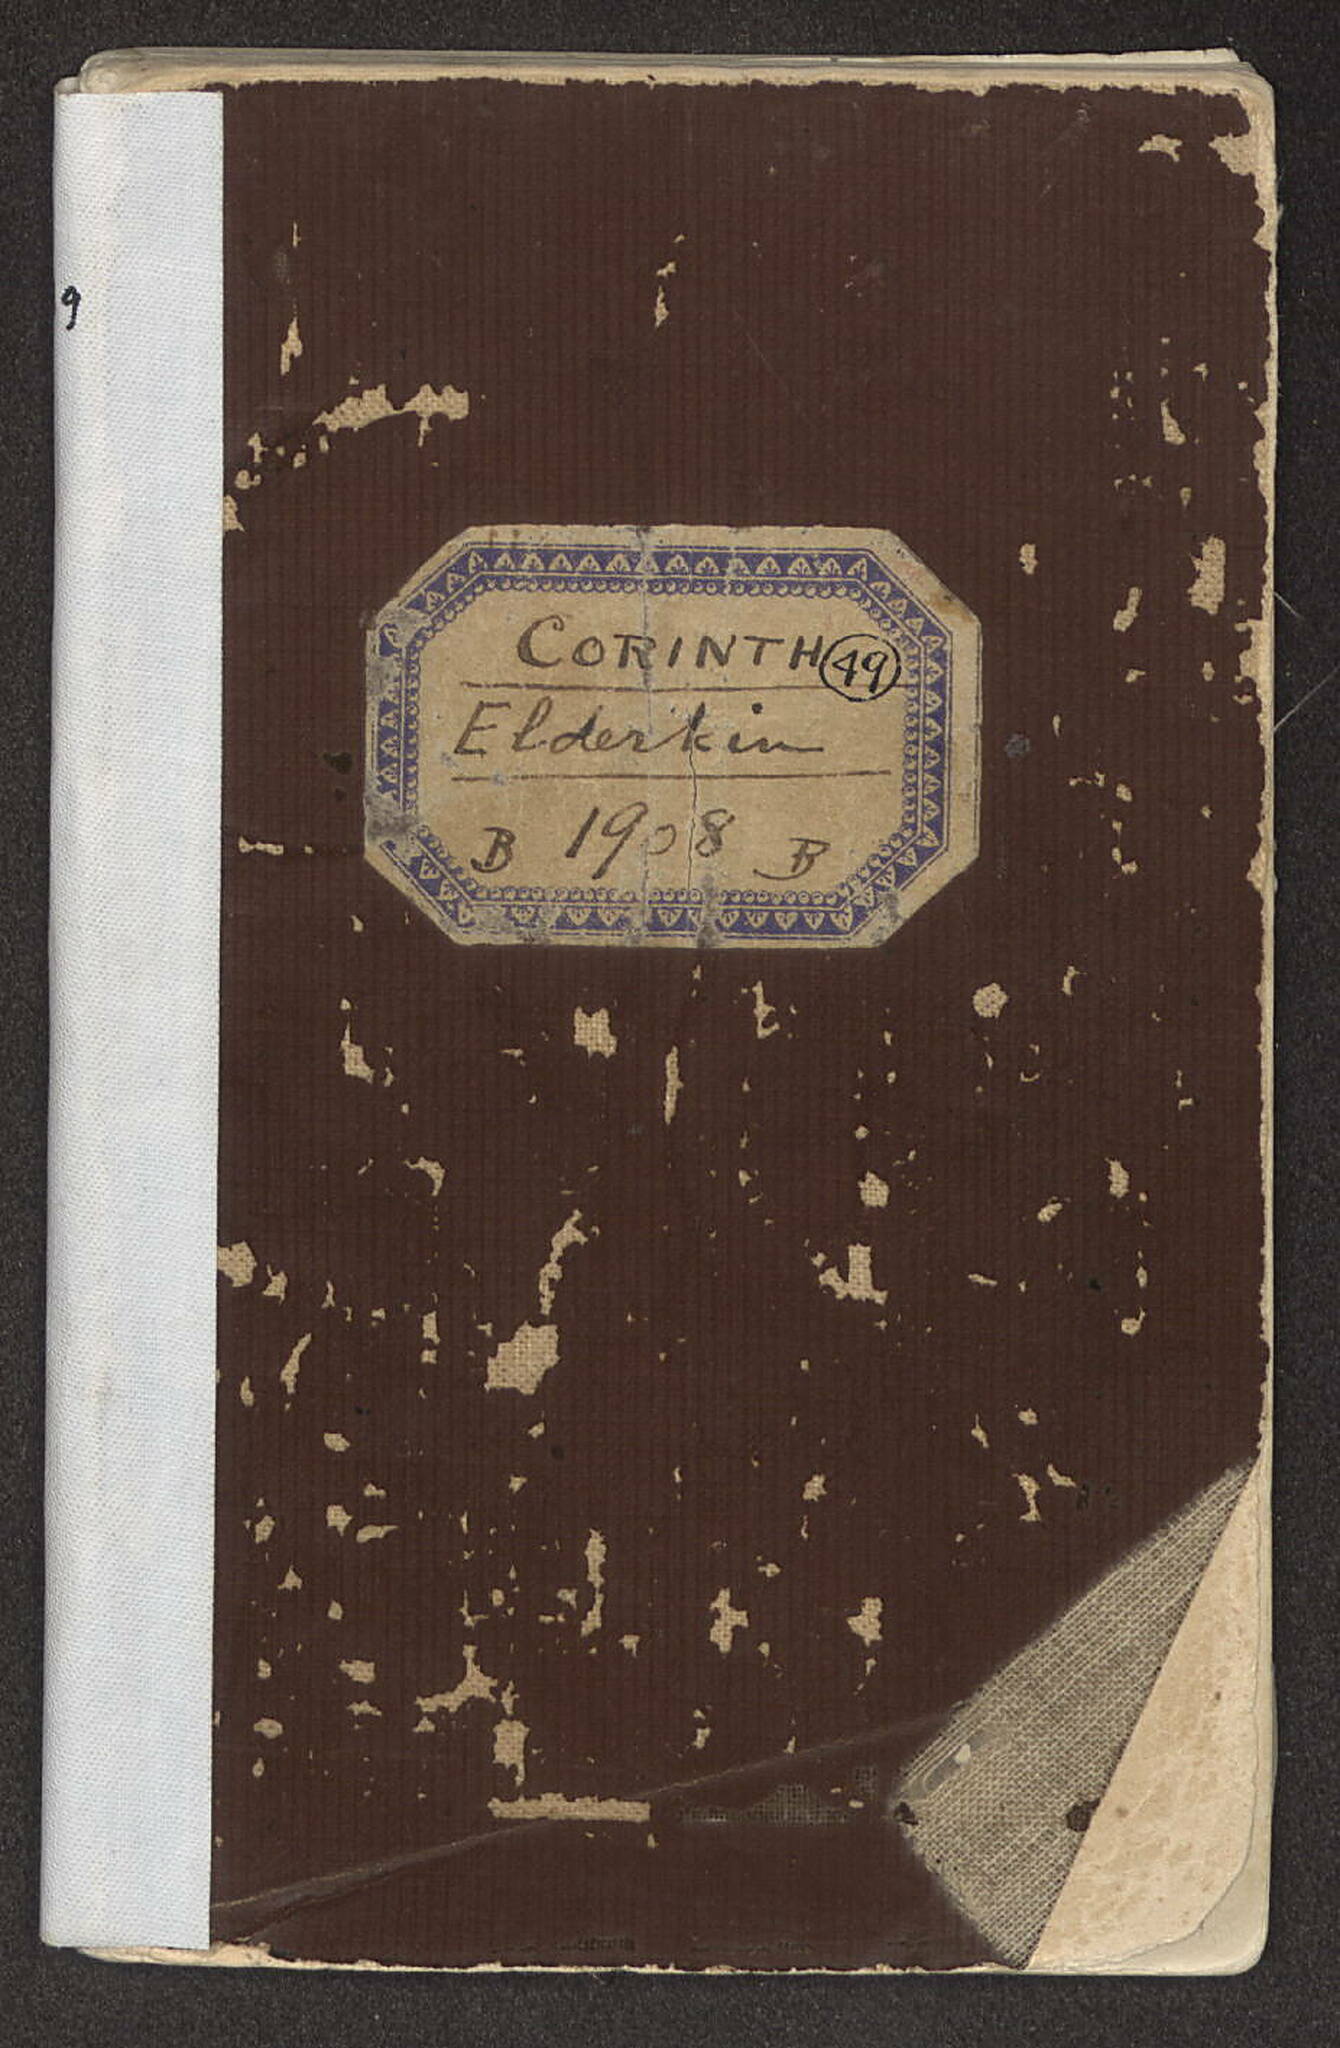 9
CORINTH 49
Elderkin
B 1908 B